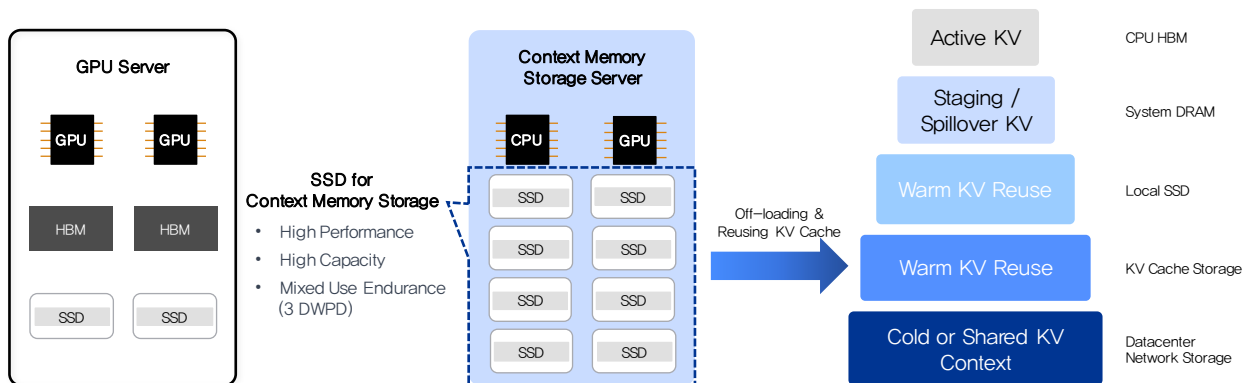 GPU Server
GPU
GPU
HBM
HBM
SSD
SSD
SSD for
Context Memory Storage
• High Performance
• High Capacity
• Mixed Use Endurance
(3 DWPD)
Context Memory
Storage Server
CPU
GPU
SSD
SSD
SSD
SSD
SSD
SSD
SSD
SSD
Off-loading &
Reusing KV Cache
Active KV
CPU HBM
Staging /
Spillover KV
System DRAM
Warm KV Reuse
Local SSD
Warm KV Reuse
KV Cache Storage
Cold or Shared KV
Context
Datacenter
Network Storage